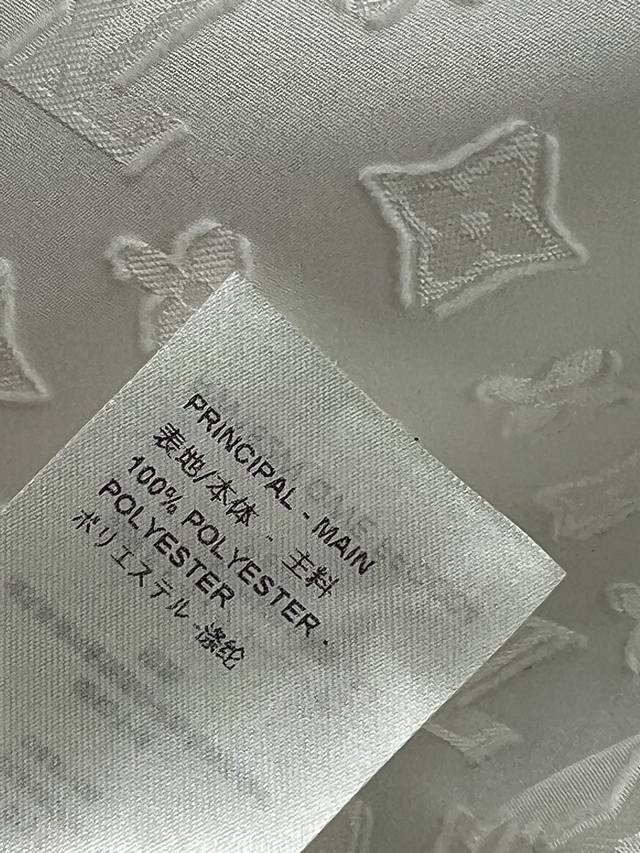 PRINCIPAL - MAIN
表地/本体 - 主料
100% POLYESTER -
POLYESTER
ポリエステル -涤纶